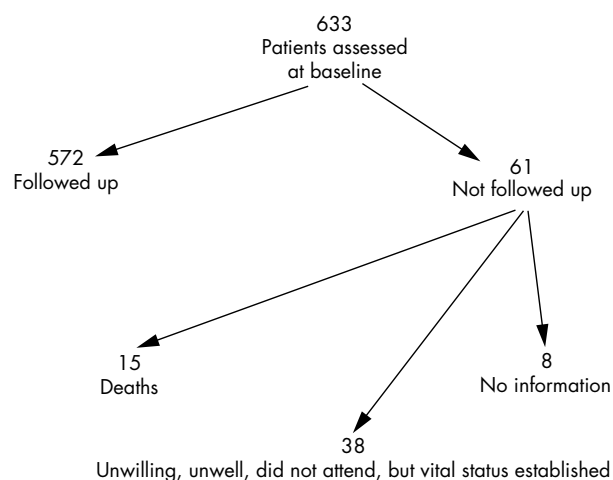 633
Patients assessed
at baseline
572
Followed up
61
Not followed up
15
Deaths
8
No information
38
Unwilling, unwell, did not attend, but vital status established